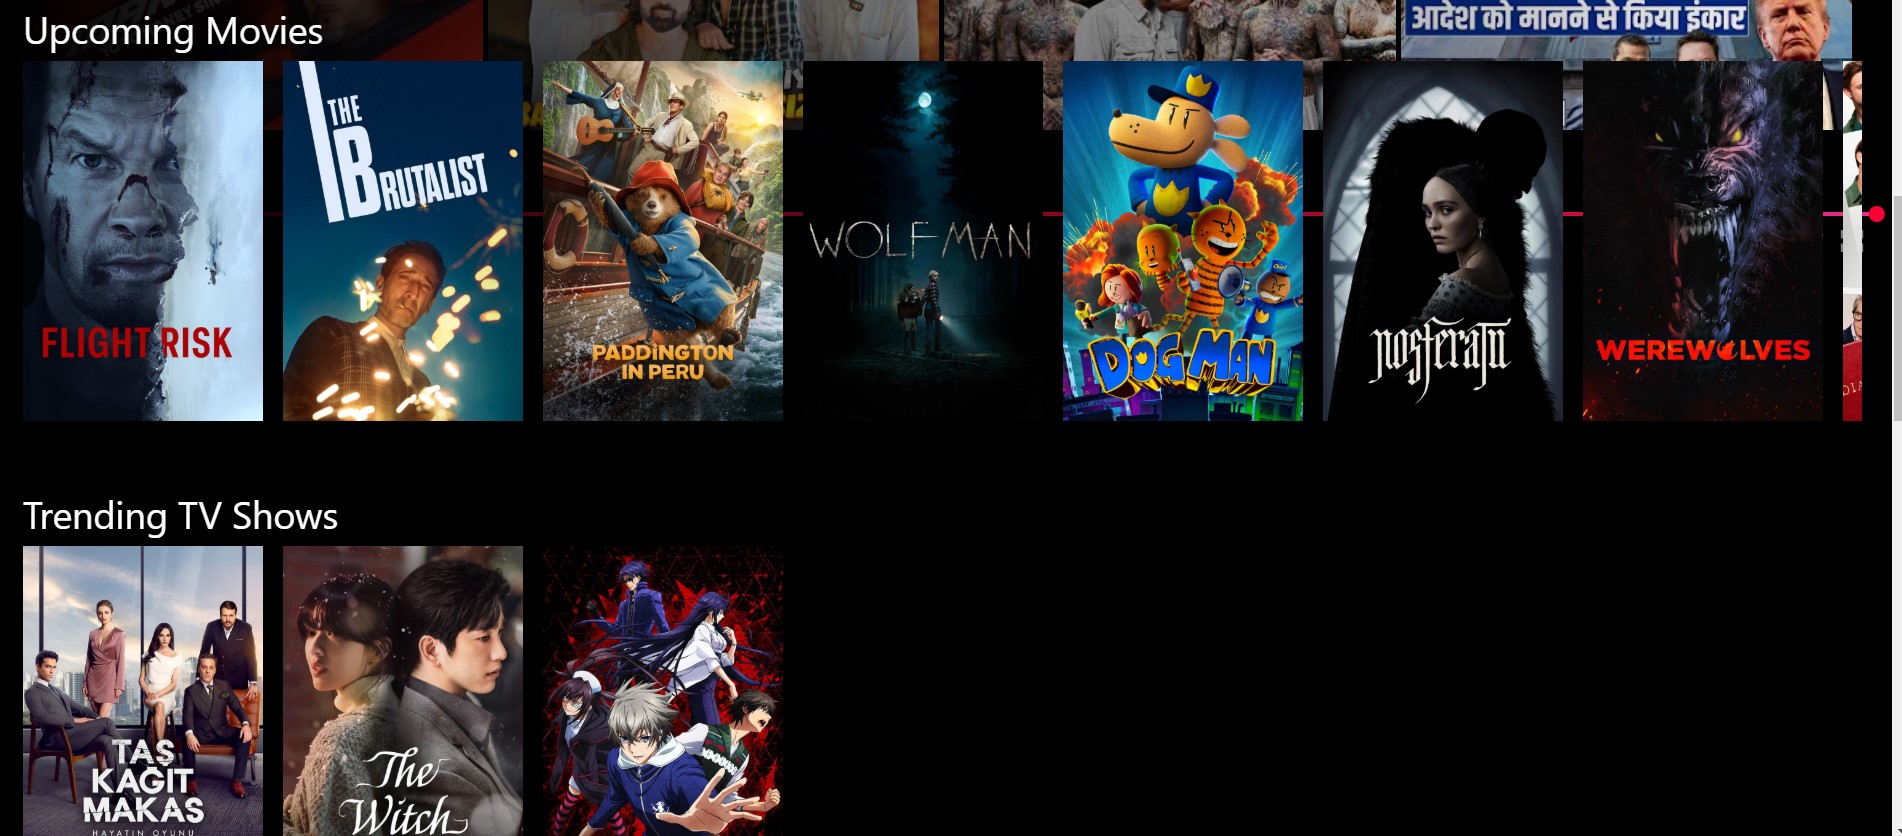 Upcoming Movies
आदेश को मानने से किया इंकार
FLIGHT RISK
THE
BRUTALIST
PADDINGTON
IN PERU
WOLF MAN
DOG MAN
nosferatu
WEREWOLVES
Trending TV Shows
TAŞ
KAĞIT
MAKAS
HAYATIN OYUNU
The
Witch